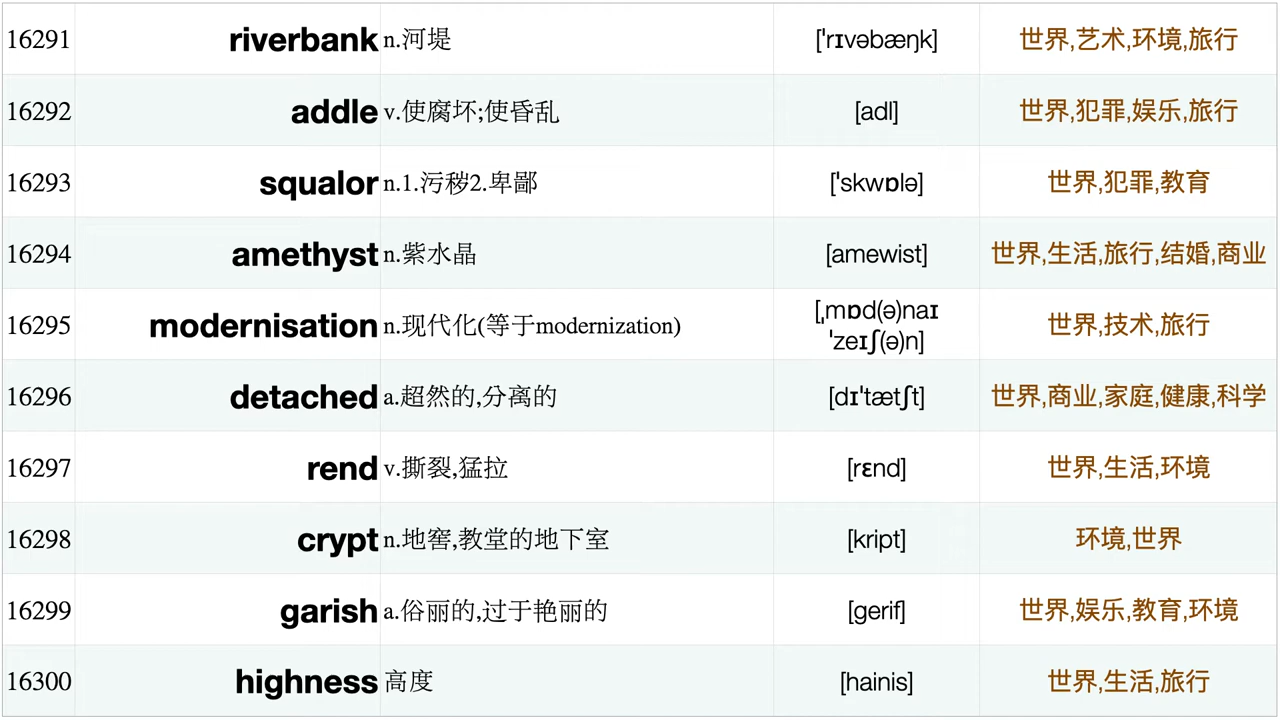 16291 riverbank n.河堤 [ˈrɪvəbæŋk] 世界,艺术,环境,旅行
16292 addle v.使腐坏;使昏乱 [adl] 世界,犯罪,娱乐,旅行
16293 squalor n.1.污秽2.卑鄙 [ˈskwɒlə] 世界,犯罪,教育
16294 amethyst n.紫水晶 [amewist] 世界,生活,旅行,结婚,商业
16295 modernisation n.现代化(等于modernization) [ˌmɒd(ə)naɪ
ˈzeɪʃ(ə)n] 世界,技术,旅行
16296 detached a.超然的,分离的 [dɪˈtætʃt] 世界,商业,家庭,健康,科学
16297 rend v.撕裂,猛拉 [rɛnd] 世界,生活,环境
16298 crypt n.地窖,教堂的地下室 [kript] 环境,世界
16299 garish a.俗丽的,过于艳丽的 [gerif] 世界,娱乐,教育,环境
16300 highness 高度 [hainis] 世界,生活,旅行